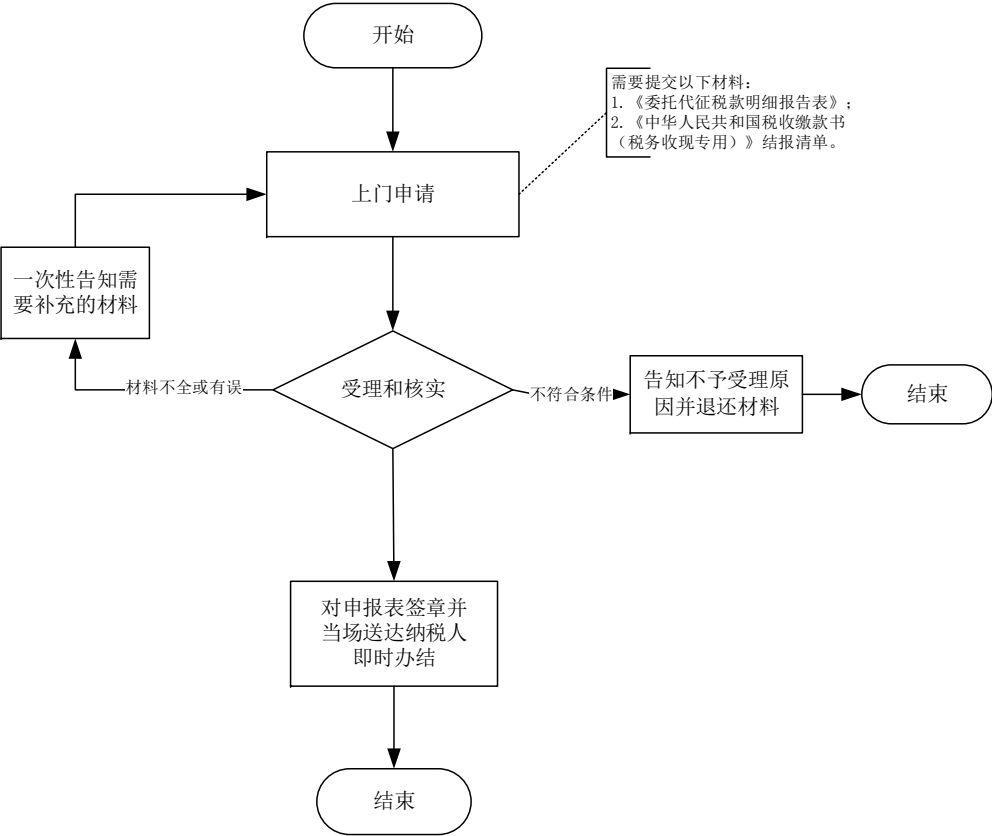 开始
需要提交以下材料：
1.《委托代征税款明细报告表》；
2.《中华人民共和国税收缴款书
（税务收现专用）》结报清单。
上门申请
一次性告知需
要补充的材料
材料不全或有误
受理和核实
不符合条件
告知不予受理原
因并退还材料
结束
对申报表签章并
当场送达纳税人
即时办结
结束